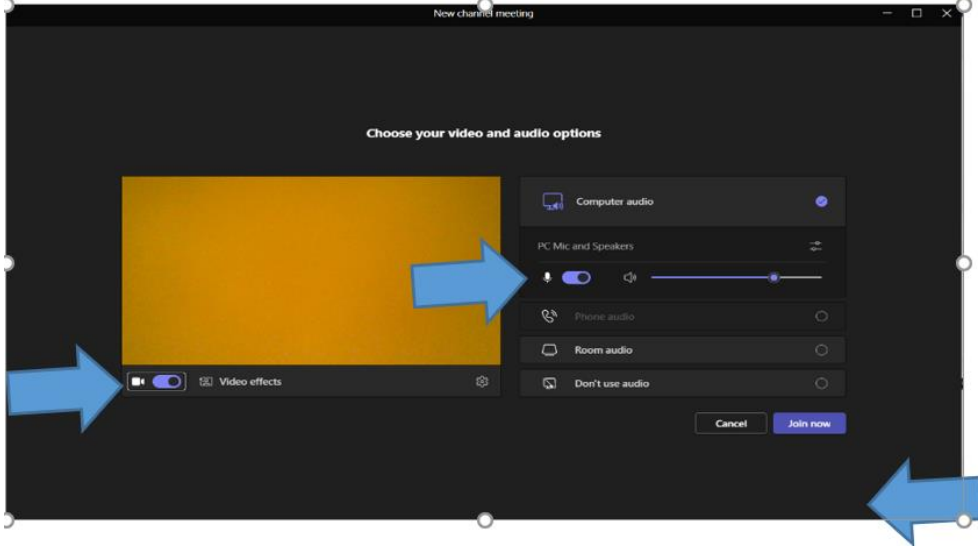 New channel meeting
Choose your video and audio options
Computer audio
PC Mic and Speakers
Phone audio
Room audio
Video effects
Don't use audio
Cancel
Join now